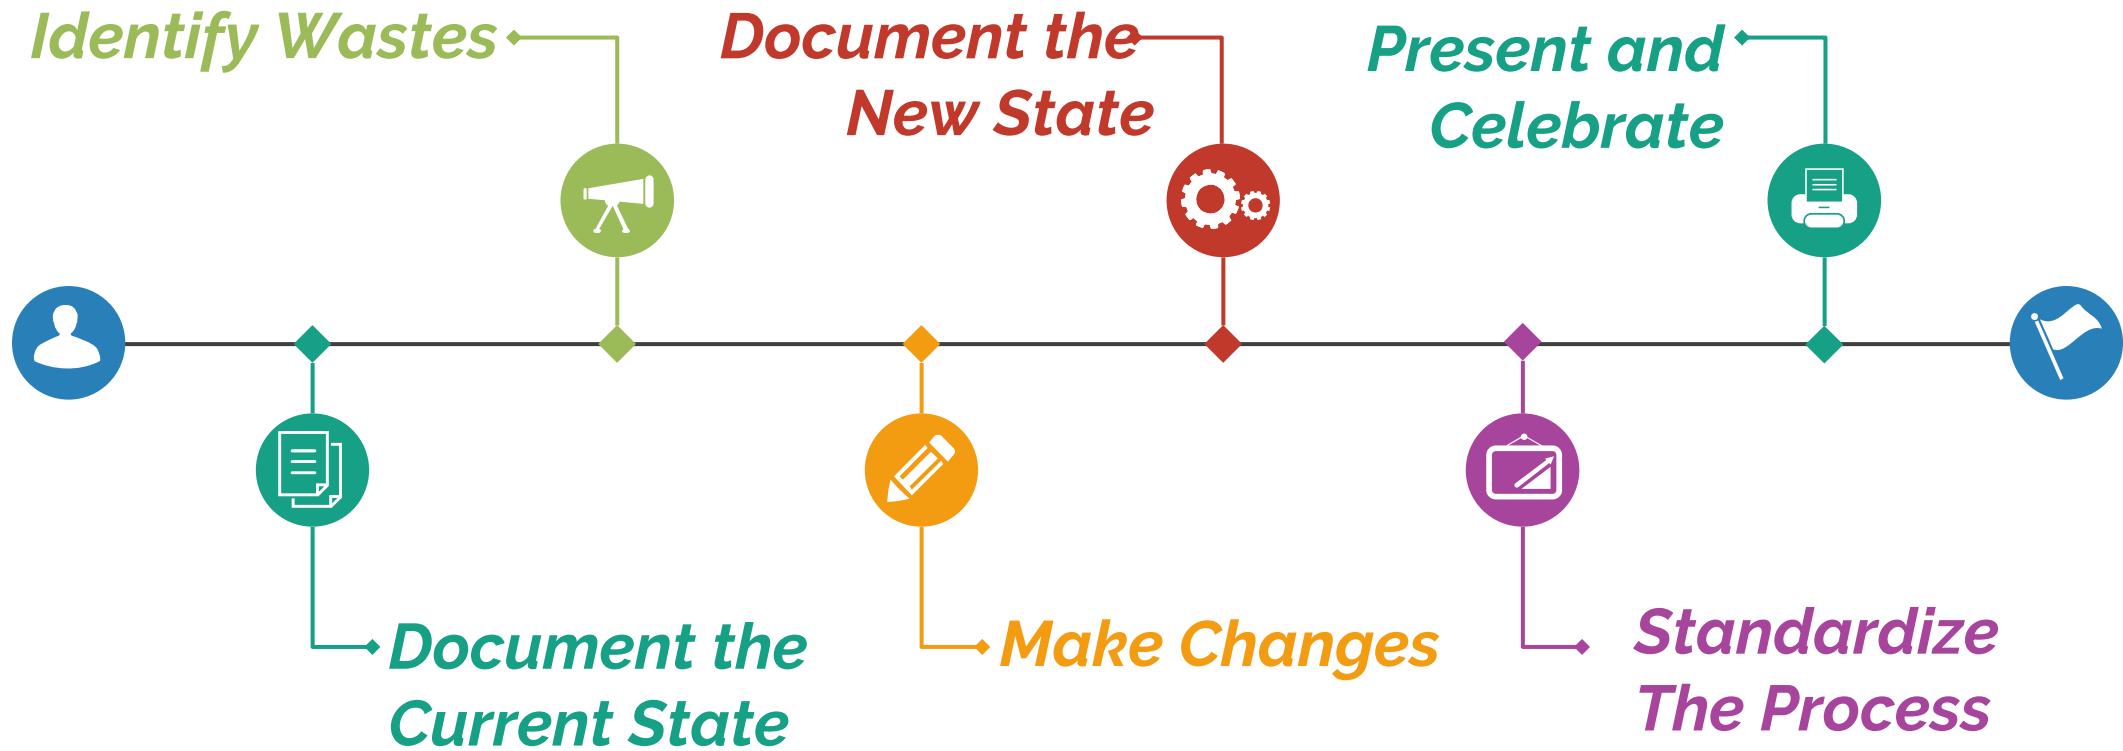 Identify Wastes
Document the
New State
Present and
Celebrate
Document the
Current State
Make Changes
Standardize
The Process